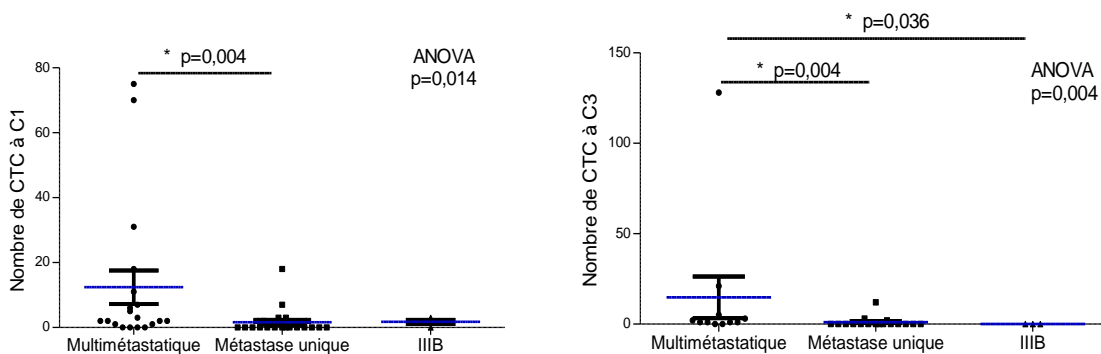 * p=0,004
ANOVA
p=0,014
Nombre de CTC à C1
80
60
40
20
0
Multimétastatique
Métastase unique
IIIB
* p=0,036
* p=0,004
ANOVA
p=0,004
Nombre de CTC à C3
150
100
50
0
Multimétastatique
Métastase unique
IIIB